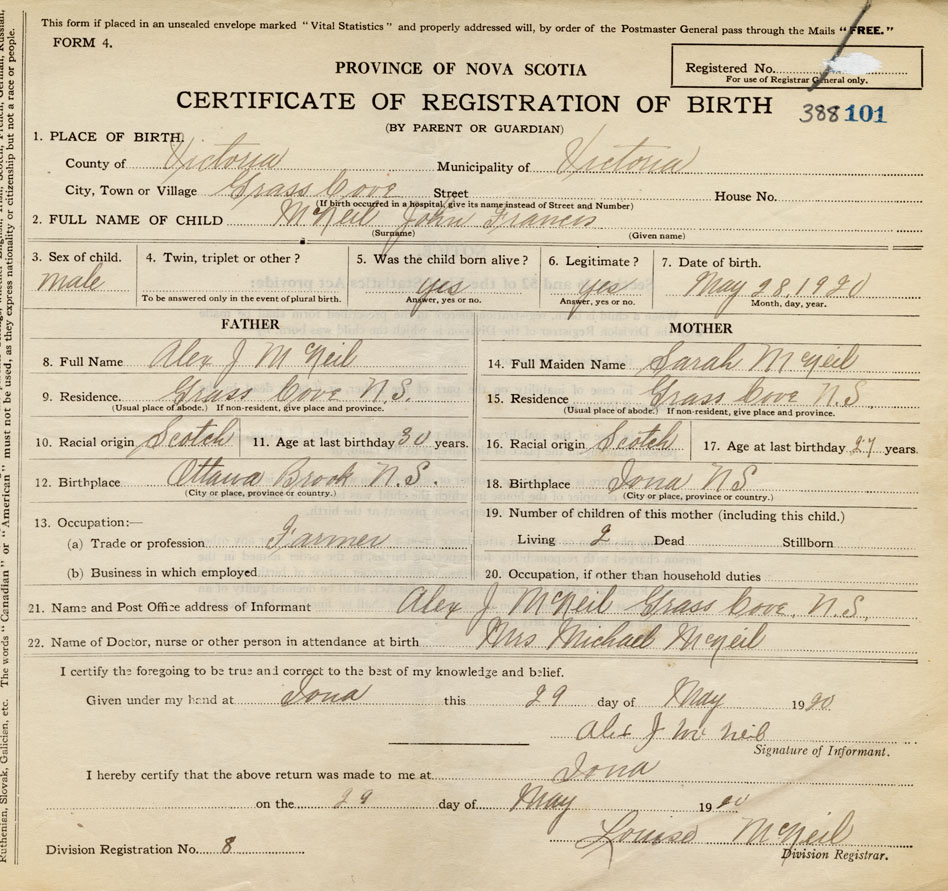 This form if placed in an unsealed envelope marked "Vital Statistics" and properly addressed will, by order of the Postmaster General pass through the Mails "FREE."
FORM 4.
Registered No.
For use of Registrar General only.
PROVINCE OF NOVA SCOTIA
CERTIFICATE OF REGISTRATION OF BIRTH
388 101
(BY PARENT OR GUARDIAN)
1. PLACE OF BIRTH.
County of Victoria Municipality of Victoria
City, Town or Village Grass Cove Street House No.
(If birth occurred in a hospital, give its name instead of Street and Number)
2. FULL NAME OF CHILD McNeil John Francis
(Surname) (Given name)
3. Sex of child. 4. Twin, triplet or other? 5. Was the child born alive? 6. Legitimate? 7. Date of birth.
male Yes Yes May 28, 1920
To be answered only in the event of plural birth. Answer, yes or no. Answer, yes or no. Month, day, year.
FATHER
8. Full Name Alex J McNeil
9. Residence. Grass Cove N.S.
(Usual place of abode.) If non-resident, give place and province.
10. Racial origin Scotch 11. Age at last birthday 30 years.
12. Birthplace Ottawa Brook N.S.
(City or place, province or country.)
13. Occupation:—
(a) Trade or profession Farmer
(b) Business in which employed
MOTHER
14. Full Maiden Name Sarah McNeil
15. Residence Grass Cove N.S.
(Usual place of abode.) If non-resident, give place and province.
16. Racial origin Scotch 17. Age at last birthday 27 years.
18. Birthplace Iona NS
(City or place, province or country.)
19. Number of children of this mother (including this child.)
Living 2 Dead Stillborn
20. Occupation, if other than household duties
21. Name and Post Office address of Informant Alex J McNeil Grass Cove, N.S.
22. Name of Doctor, nurse or other person in attendance at birth Mrs Michael McNeil
I certify the foregoing to be true and correct to the best of my knowledge and belief.
Given under my hand at Iona this 29 day of May 1920
Alex J McNeil
Signature of Informant.
I hereby certify that the above return was made to me at Iona
on the 29 day of May 1920
Louise McNeil
Division Registrar.
Division Registration No. 8
Ruthenian, Slovak, Galician, etc. The words "Canadian" or "American" must not be used, as they express nationality or citizenship but not a race or people.